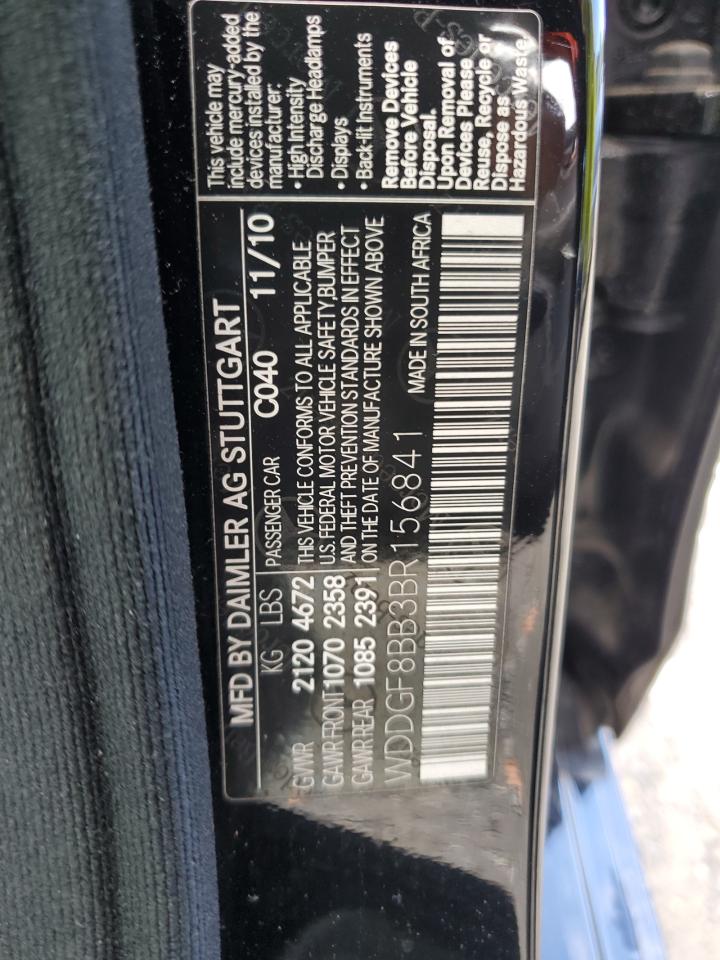 MFD BY DAIMLER AG STUTTGART
KG LBS PASSENGER CAR C040 11/10
GVWR 2120 4672
GAWR FRONT 1070 2358
GAWR REAR 1085 2391
THIS VEHICLE CONFORMS TO ALL APPLICABLE
U.S. FEDERAL MOTOR VEHICLE SAFETY,BUMPER
AND THEFT PREVENTION STANDARDS IN EFFECT
ON THE DATE OF MANUFACTURE SHOWN ABOVE
WDDGF8BB3BR156841 MADE IN SOUTH AFRICA
This vehicle may
include mercury-added
devices installed by the
manufacturer:
• High Intensity
Discharge Headlamps
• Displays
• Back-lit Instruments
Remove Devices
Before Vehicle
Disposal.
Upon Removal of
Devices Please
Reuse, Recycle or
Dispose as
Hazardous Waste.